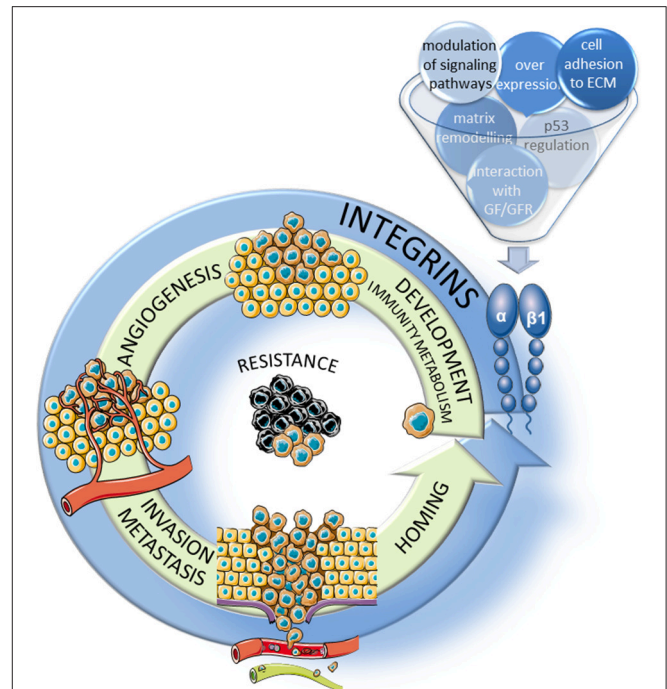 modulation
of signaling
pathways
over
expression
cell
adhesion
to ECM
matrix
remodelling
p53
regulation
interaction
with
GF/GFR
INTEGRINS
α
β1
DEVELOPMENT
IMMUNITY METABOLISM
ANGIOGENESIS
RESISTANCE
INVASION
METASTASIS
HOMING